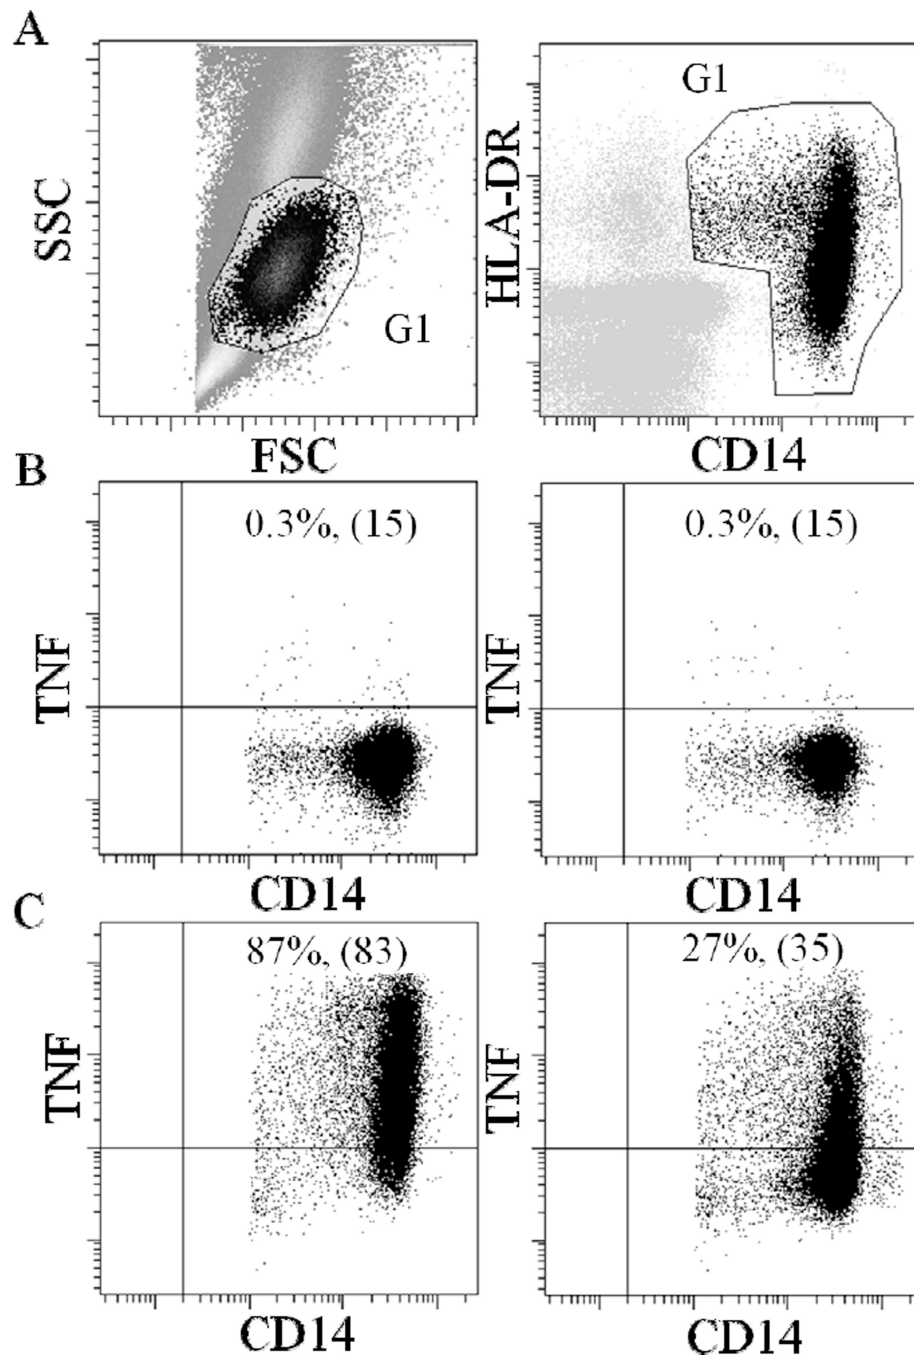 A
SSC
G1
FSC
HLA-DR
G1
CD14
B
TNF
0.3%, (15)
CD14
TNF
0.3%, (15)
CD14
C
TNF
87%, (83)
CD14
TNF
27%, (35)
CD14